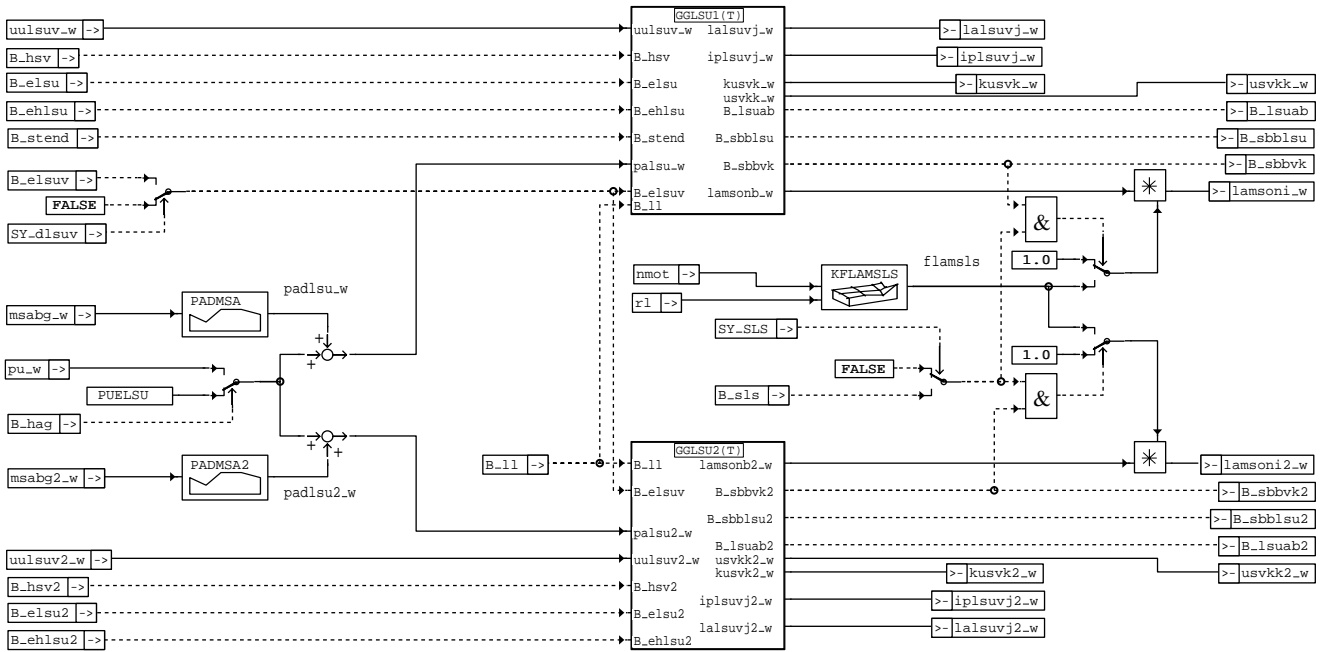 GGLSU1(T)
uulsuv_w ->
uulsuv_w lalsuvj_w
>- lalsuvj_w
B_hsv ->
B_hsv iplsuvj_w
>- iplsuvj_w
B_elsu ->
B_elsu kusvk_w
>- kusvk_w
usvkk_w
>- usvkk_w
B_ehlsu ->
B_ehlsu B_lsuab
>- B_lsuab
B_stend ->
B_stend B_sbblsu
>- B_sbblsu
palsu_w B_sbbvk
>- B_sbbvk
B_elsuv ->
B_elsuv lamsonb_w
>- lamsoni_w
*
FALSE
B_ll
SY_dlsuv ->
&
1.0
flamsls
nmot ->
KFLAMSLS
rl ->
padlsu_w
PADMSA
msabg_w ->
+
+
SY_SLS ->
1.0
pu_w ->
FALSE
PUELSU
B_sls ->
&
B_hag ->
+
+
GGLSU2(T)
PADMSA2
B_ll ->
B_ll lamsonb2_w
*
>- lamsoni2_w
msabg2_w ->
padlsu2_w
B_elsuv B_sbbvk2
>- B_sbbvk2
B_sbblsu2
>- B_sbblsu2
palsu2_w
B_lsuab2
>- B_lsuab2
uulsuv2_w ->
uulsuv2_w usvkk2_w
>- usvkk2_w
kusvk2_w
>- kusvk2_w
B_hsv2 ->
B_hsv2
iplsuvj2_w
>- iplsuvj2_w
B_elsu2 ->
B_elsu2
lalsuvj2_w
>- lalsuvj2_w
B_ehlsu2 ->
B_ehlsu2